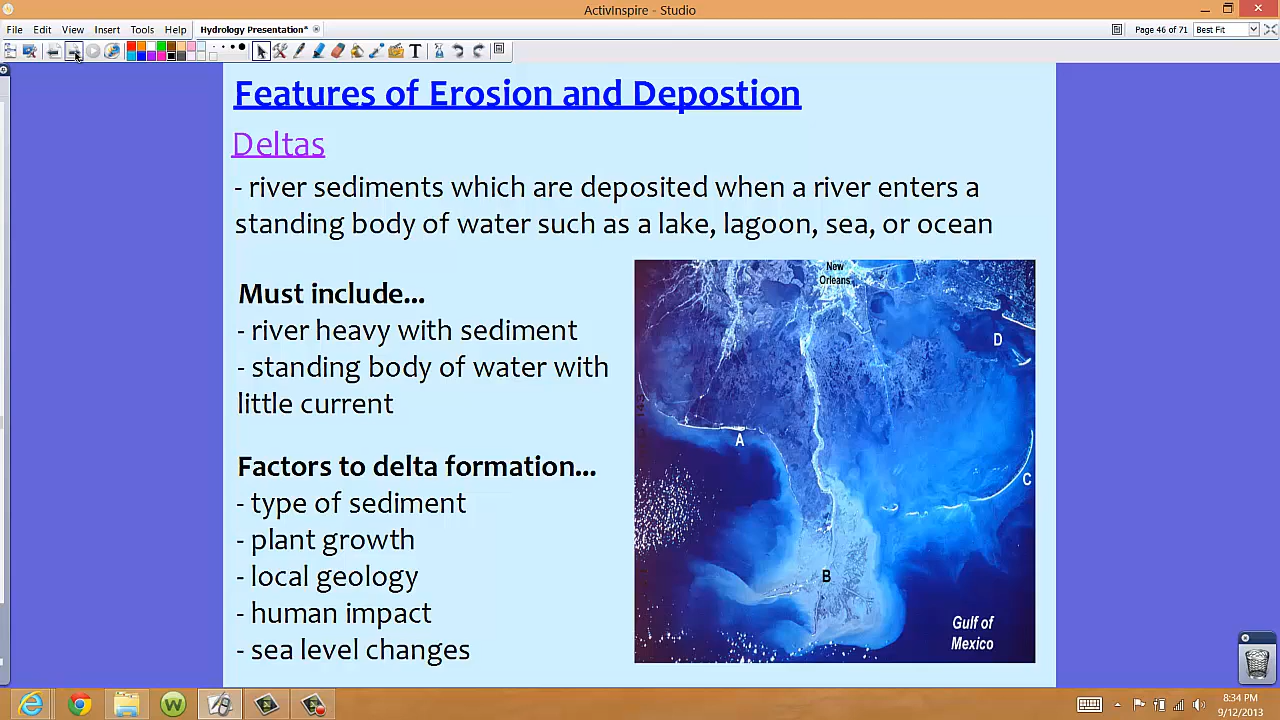 ActivInspire - Studio
File Edit View Insert Tools Help Hydrology Presentation* Page 46 of 71 Best Fit
Features of Erosion and Depostion
Deltas
- river sediments which are deposited when a river enters a
standing body of water such as a lake, lagoon, sea, or ocean
Must include...
- river heavy with sediment
- standing body of water with
little current
Factors to delta formation...
- type of sediment
- plant growth
- local geology
- human impact
- sea level changes
New
Orleans
D
A
C
B
Gulf of
Mexico
8:34 PM
9/12/2013